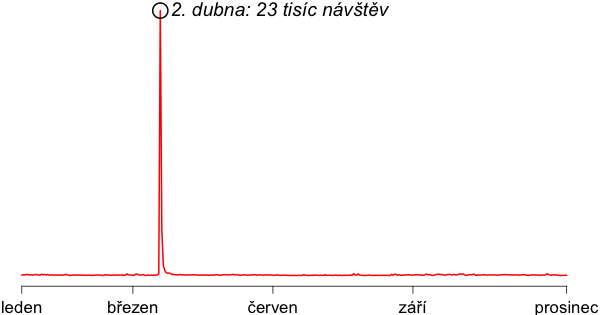 2. dubna: 23 tisíc návštěv
leden březen červen září prosinec